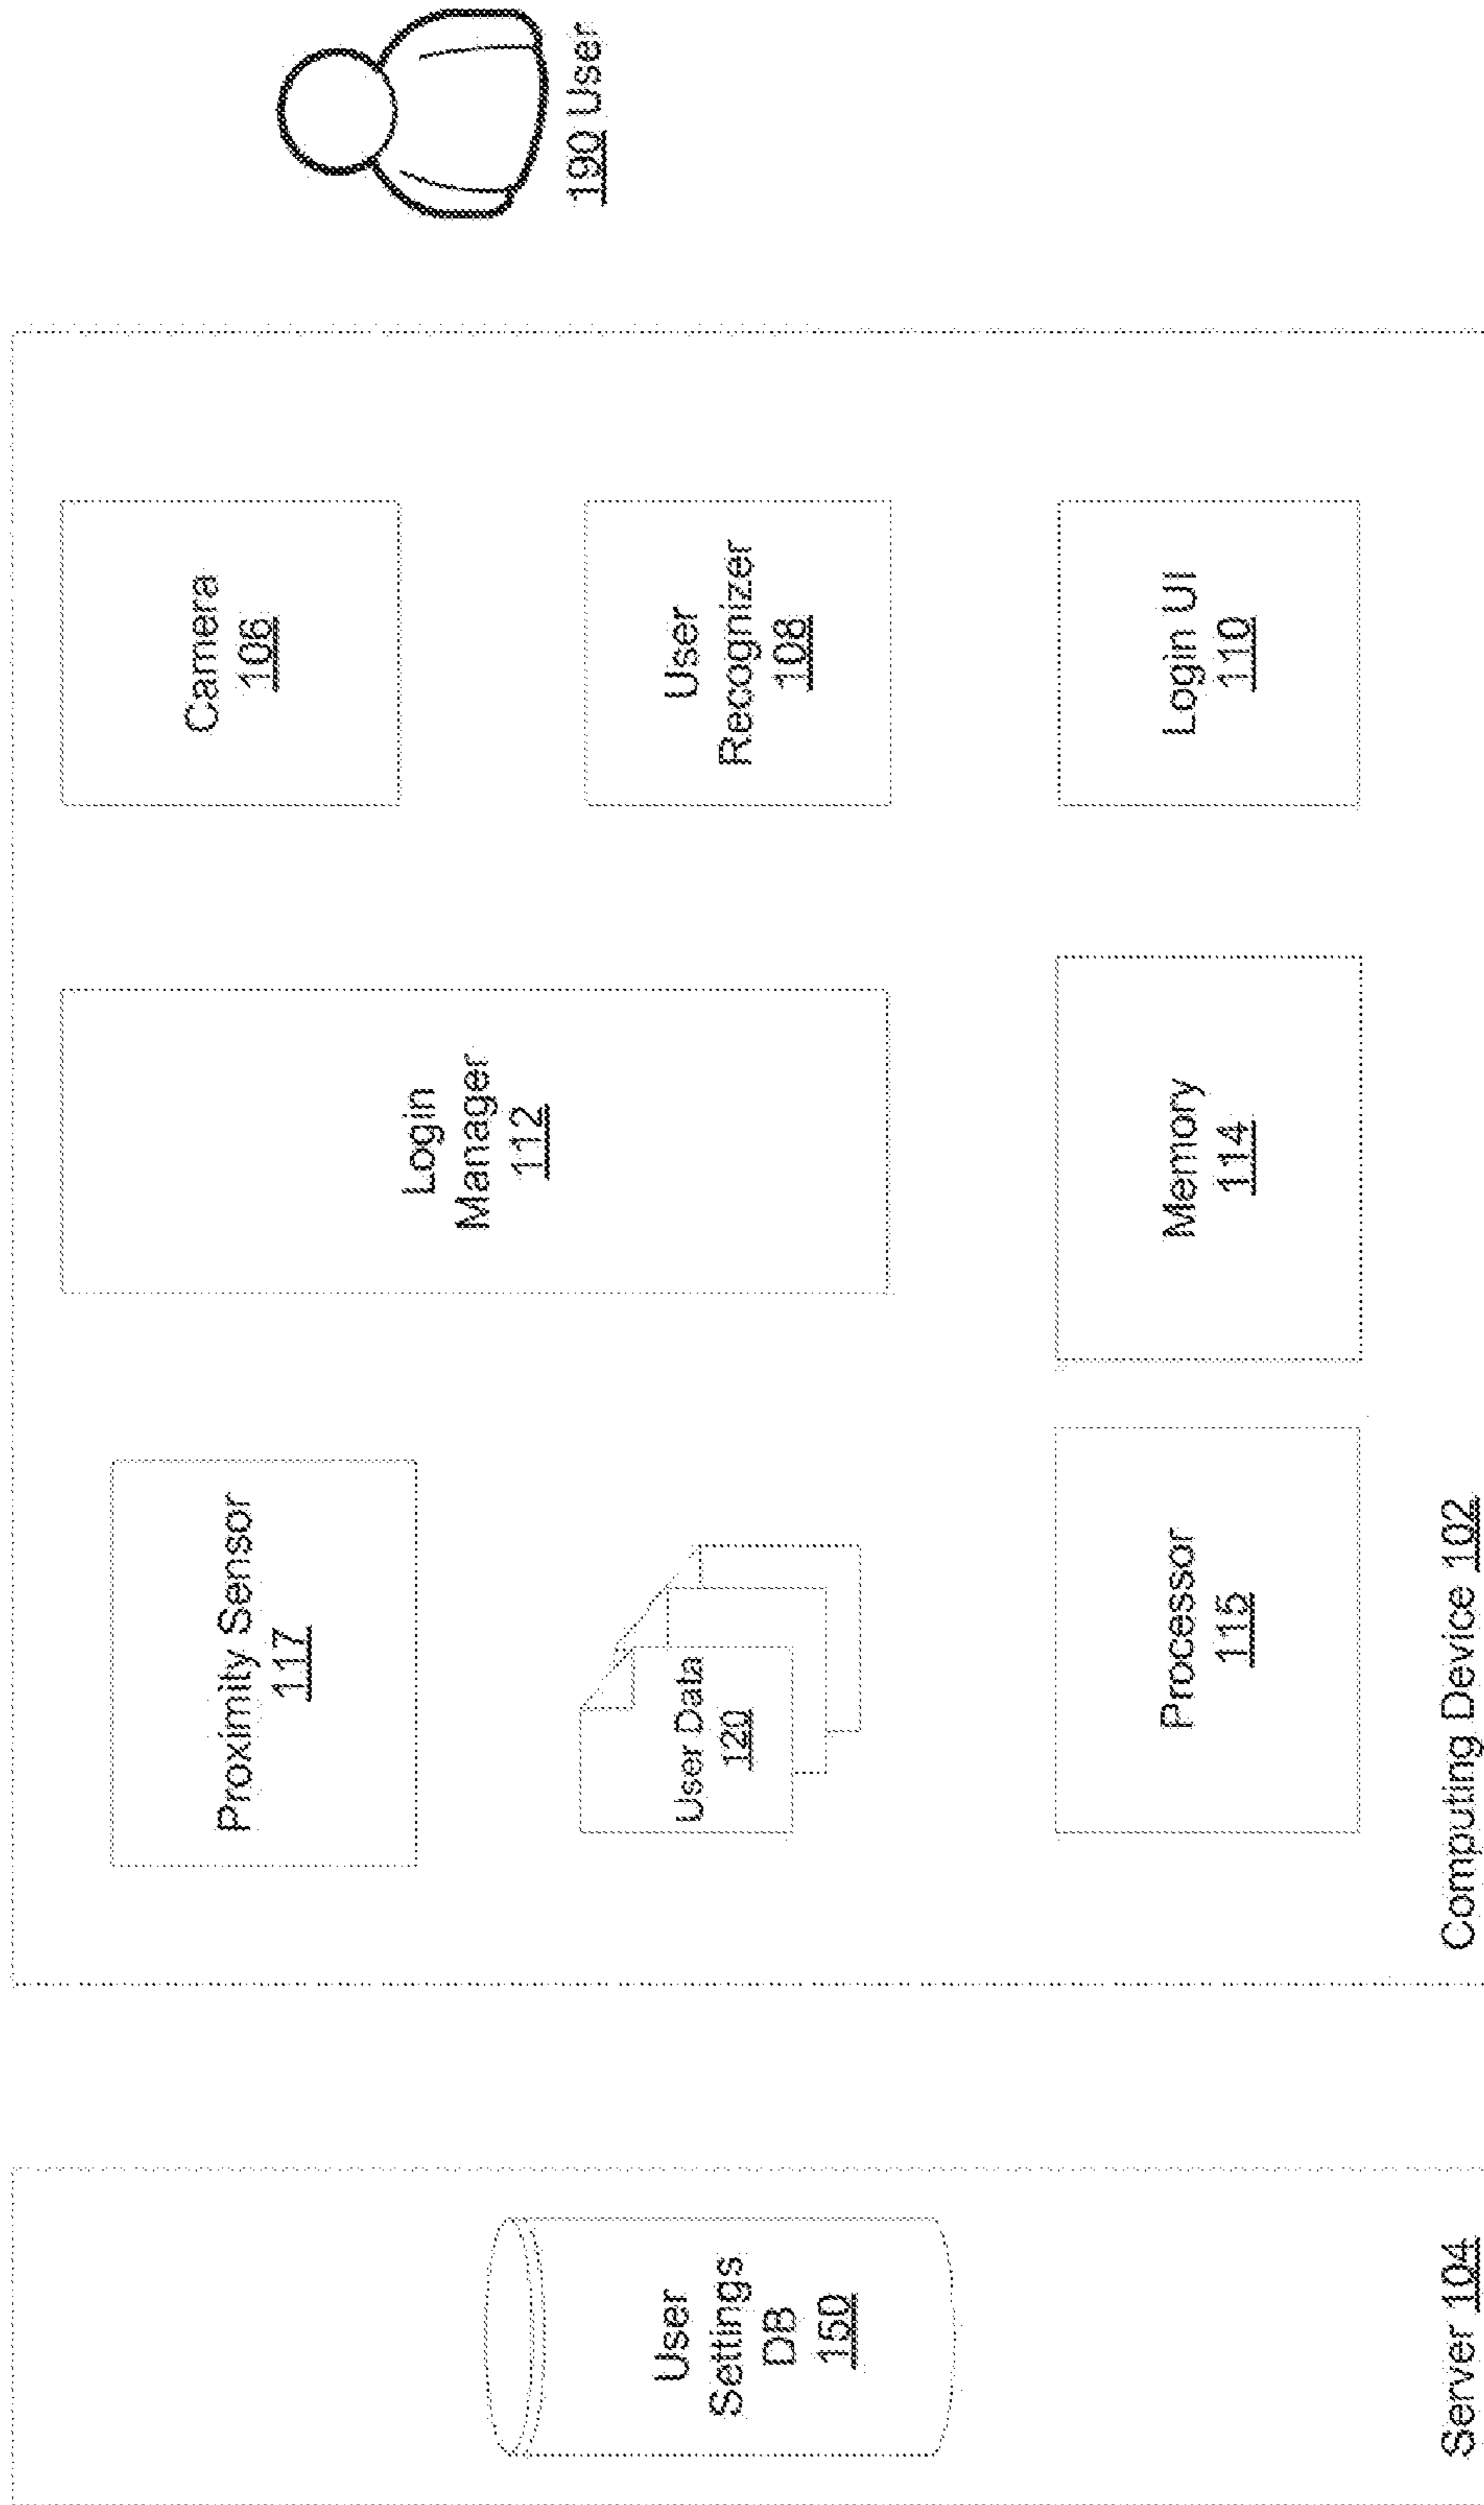 User
Settings
DB
150
Server 104
Proximity Sensor
117
User Data
120
Processor
115
Login
Manager
112
Memory
114
Camera
106
User
Recognizer
108
Login UI
110
Computing Device 102
190 User